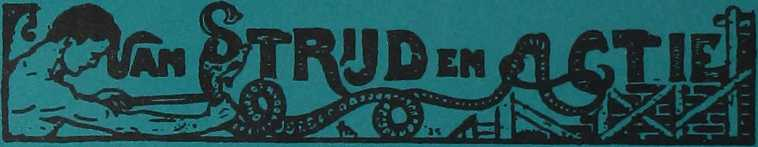 VAN STRIJD EN ACTIE